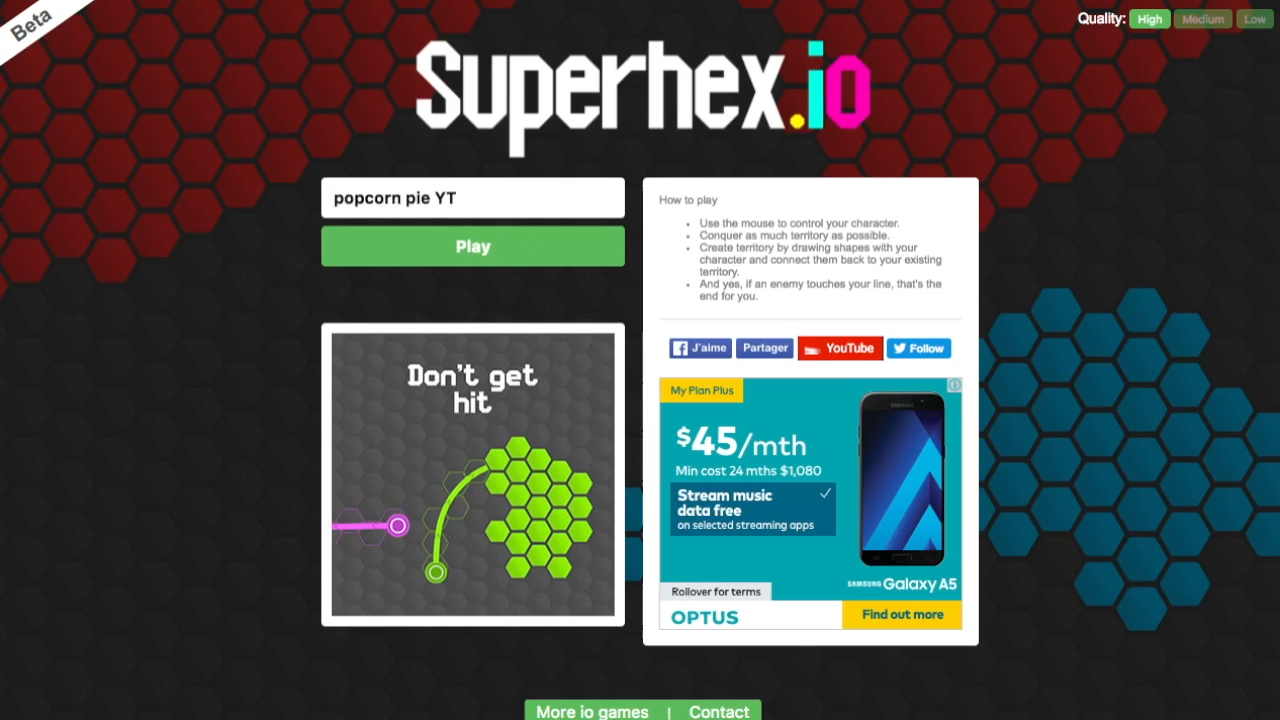 Beta
Quality: High Medium Low
Superhex.io
popcorn pie YT
Play
Don't get
hit
How to play
Use the mouse to control your character.
Conquer as much territory as possible.
Create territory by drawing shapes with your
character and connect them back to your existing
territory.
And yes, if an enemy touches your line, that's the
end for you.
J'aime Partager YouTube Follow
My Plan Plus
$45/mth
Min cost 24 mths $1,080
Stream music
data free
on selected streaming apps
SAMSUNG
SAMSUNG Galaxy A5
Rollover for terms
OPTUS
Find out more
More io games | Contact